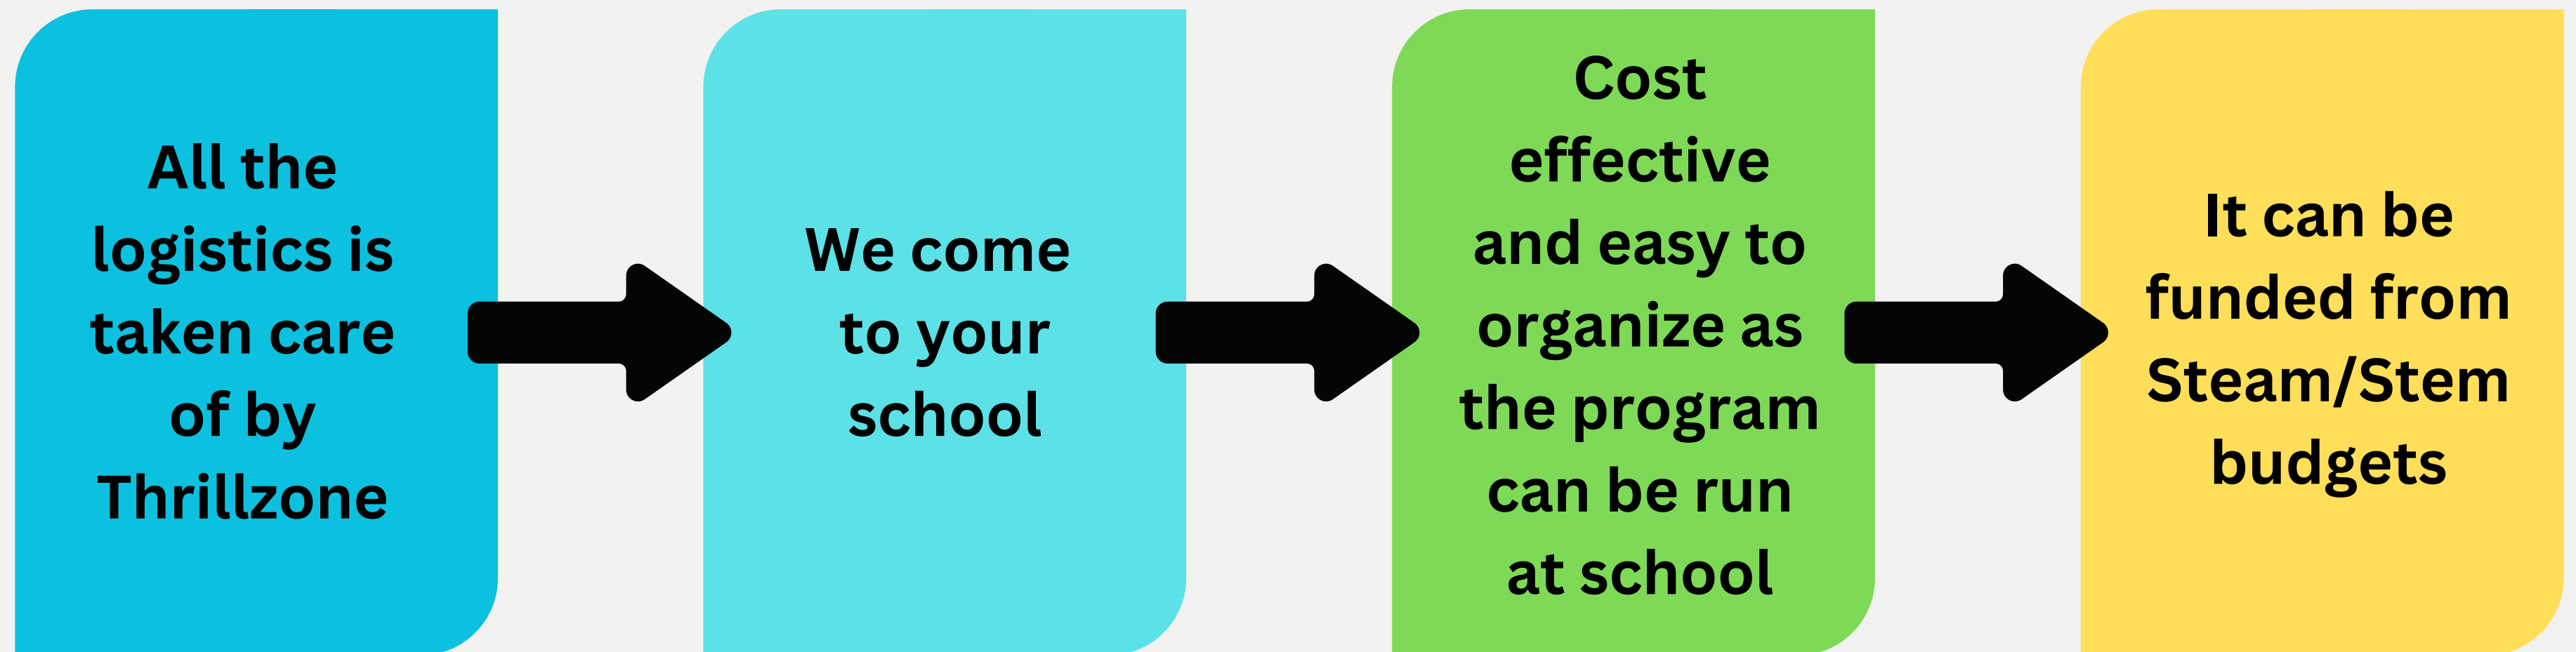 All the
logistics is
taken care
of by
Thrillzone
We come
to your
school
Cost
effective
and easy to
organize as
the program
can be run
at school
It can be
funded from
Steam/Stem
budgets